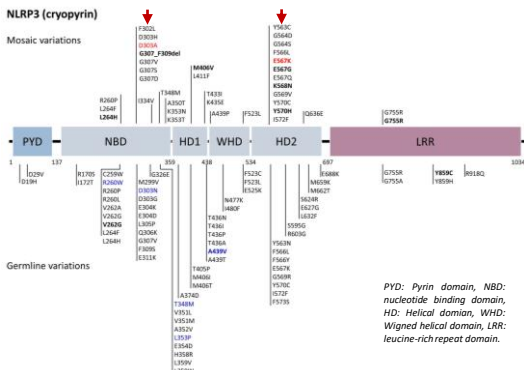 NLRP3 (cryopyrin)
Mosaic variations
F302L
D303H
D303A
G307_F309del
G307V
G307S
G307D
R260P
L264F
L264H
I334V
T348M
A350T
K353N
K353T
M406V
L411F
T433I
K435E
A439P
F523L
Y563C
G564D
G564S
F566L
E567K
E567G
E567Q
K568N
G569V
Y570C
Y570H
I572F
Q636E
G755R
G755R
PYD
NBD
HD1
WHD
HD2
LRR
1
137
359
438
534
697
1034
D29V
D19H
R170S
I172T
C259W
R260W
R260P
R260L
V262A
V262G
V262G
L264F
L264H
M299V
D303N
D303G
E304K
E304D
L305P
Q306K
G307V
F309S
E311K
G326E
T348M
A374D
V351L
V351M
A352V
L353P
E354D
H358R
L359V
T405P
M406I
M406T
T436N
T436I
T436P
T436A
A439V
A439T
N477K
I480F
F523C
F523L
E525K
Y563N
F566L
F566Y
E567K
G569R
Y570C
I572F
F573S
S595G
R603G
S624R
E627G
L632F
M659K
M662T
E688K
G755R
G755A
Y859C
Y859H
R918Q
Germline variations
PYD: Pyrin domain, NBD:
nucleotide binding domain,
HD: Helical domian, WHD:
Wigned helical domain, LRR:
leucine-rich repeat domain.